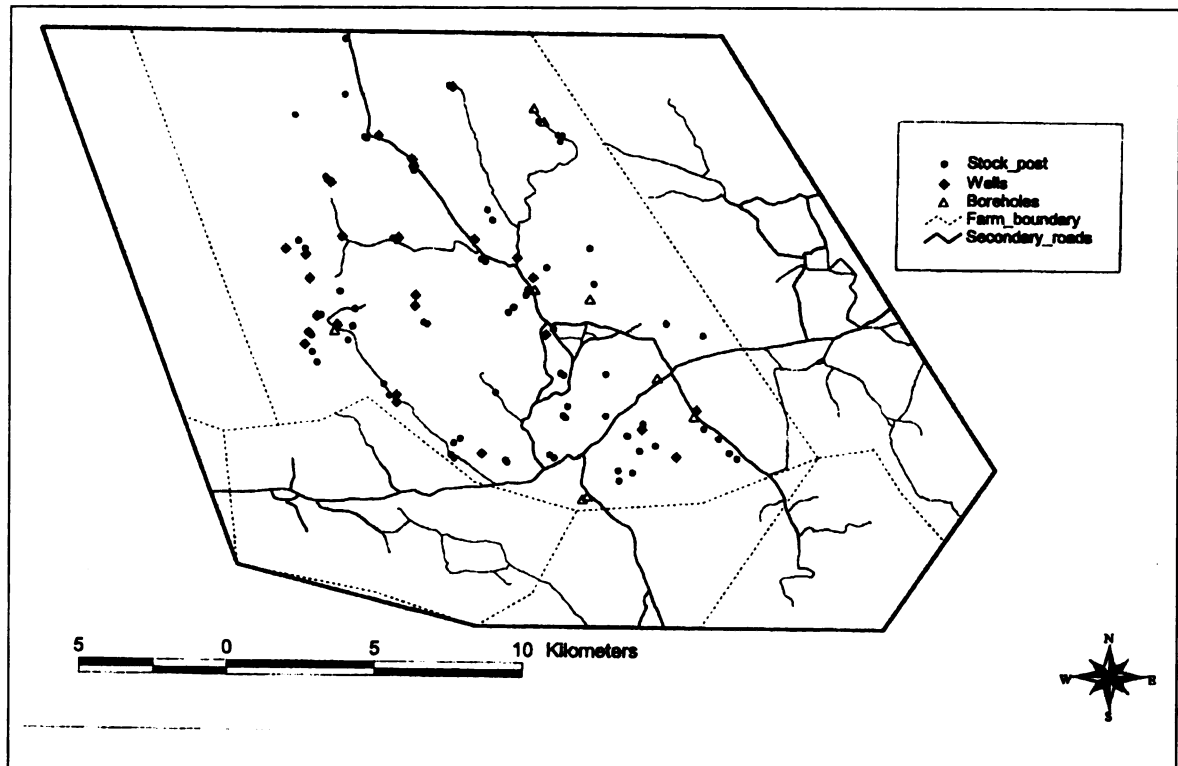 Stock_post
Wells
Boreholes
Farm_boundary
Secondary_roads
5 0 5 10 Kilometers
N
W E
S